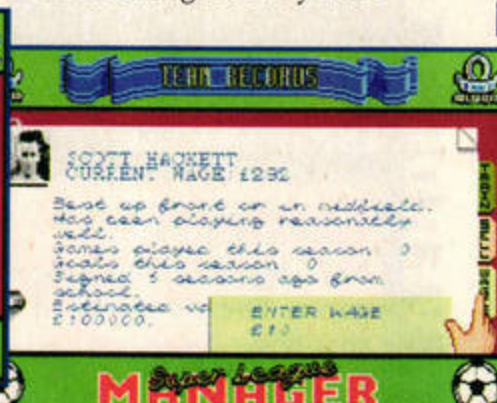 TEAM RECORDS
SCOTT HACKETT
CURRENT WAGE £292
Best up front or in midfield.
Has been playing reasonably
well.
Games played this season 0
Goals this season 0
Signed 5 seasons ago from
school.
Estimated
£100000.
ENTER WAGE
£10
Super League
MANAGER